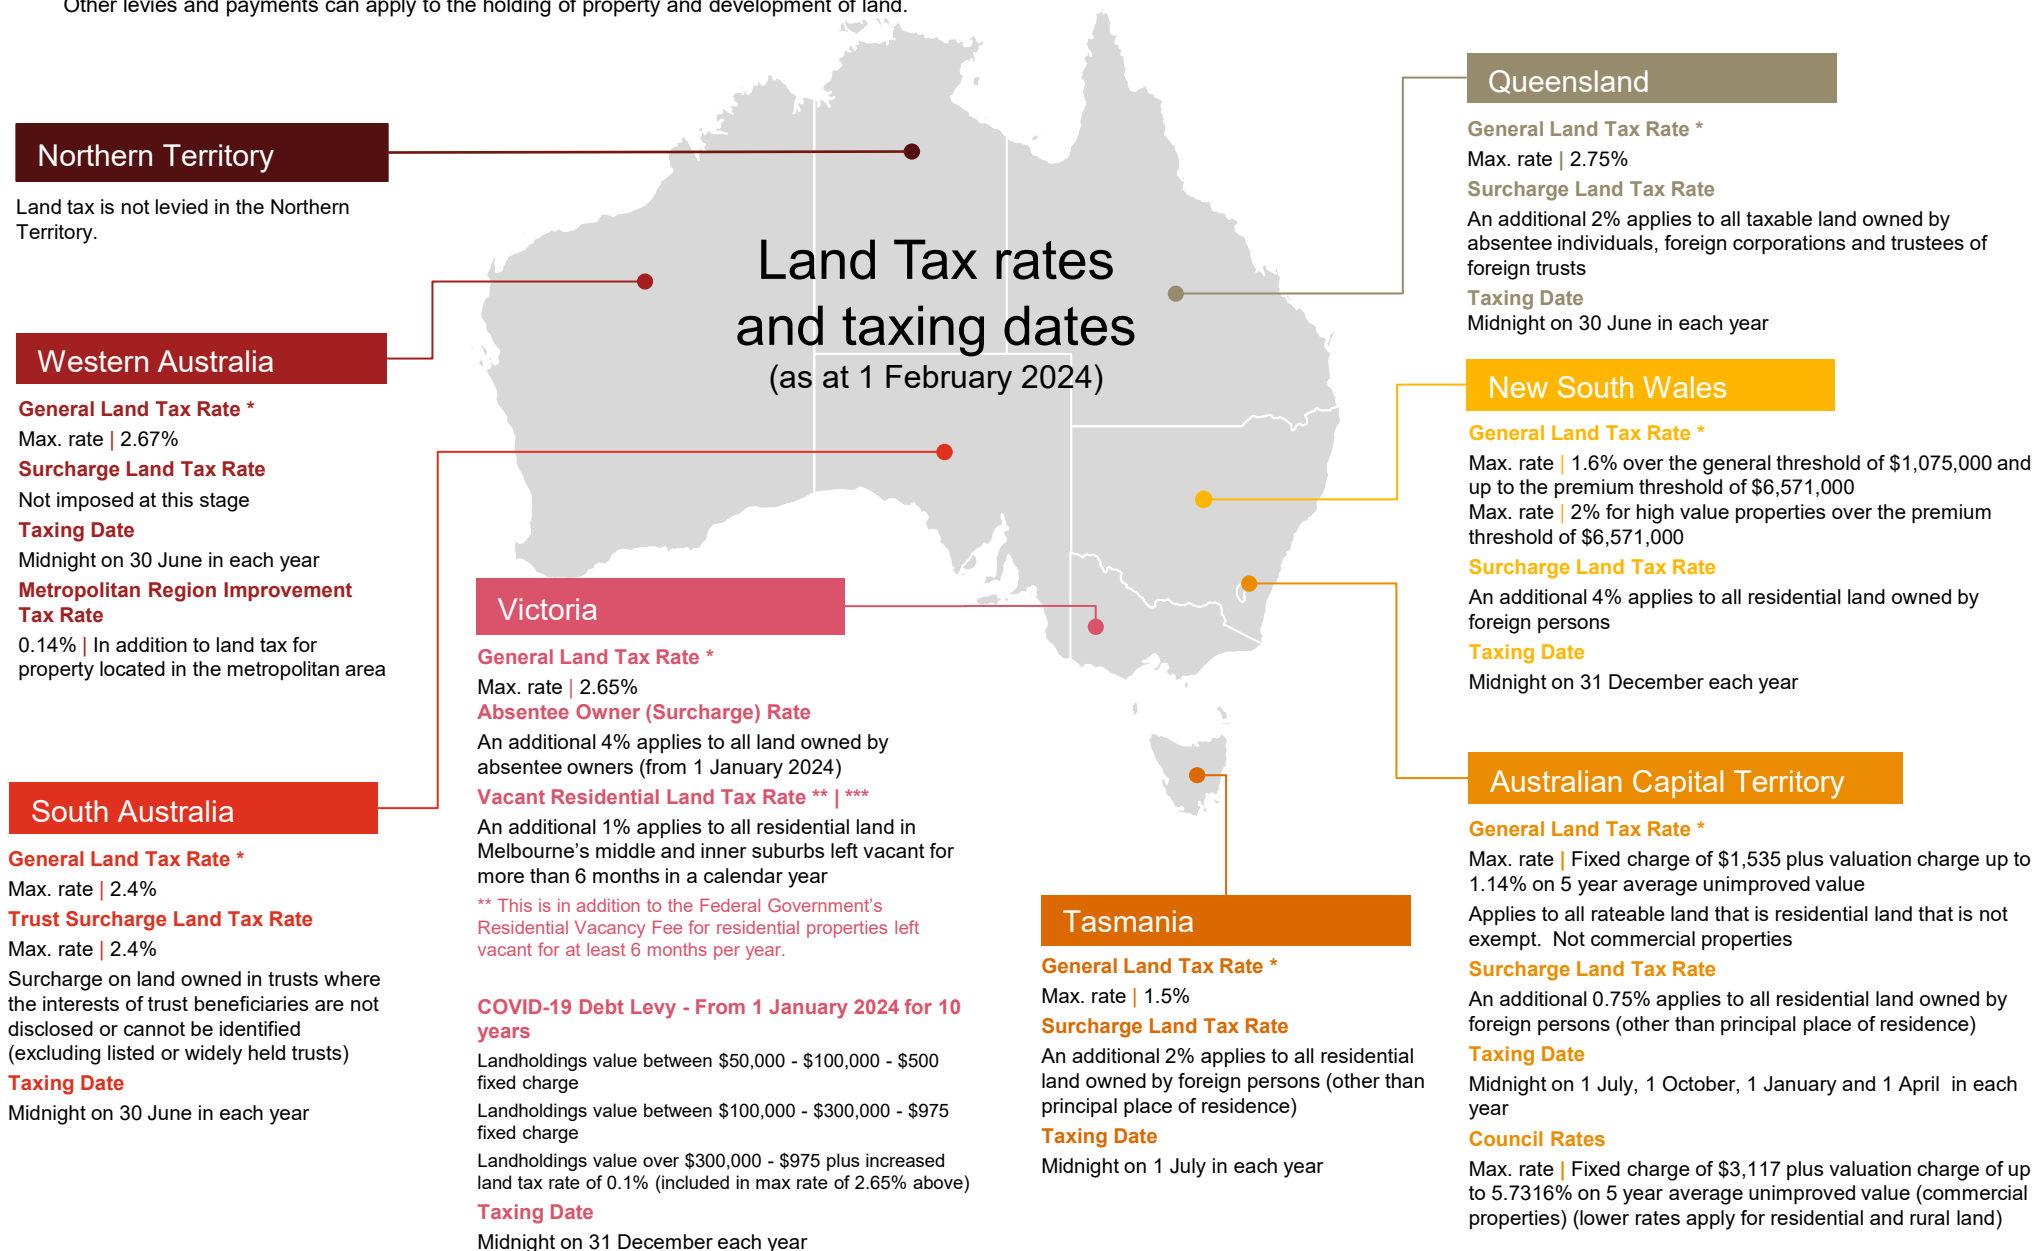 Other levies and payments can apply to the holding of property and development of land.
Northern Territory
Land tax is not levied in the Northern
Territory.
Western Australia
General Land Tax Rate *
Max. rate | 2.67%
Surcharge Land Tax Rate
Not imposed at this stage
Taxing Date
Midnight on 30 June in each year
Metropolitan Region Improvement
Tax Rate
0.14% | In addition to land tax for
property located in the metropolitan area
South Australia
General Land Tax Rate *
Max. rate | 2.4%
Trust Surcharge Land Tax Rate
Max. rate | 2.4%
Surcharge on land owned in trusts where
the interests of trust beneficiaries are not
disclosed or cannot be identified
(excluding listed or widely held trusts)
Taxing Date
Midnight on 30 June in each year
Land Tax rates
and taxing dates
(as at 1 February 2024)
Victoria
General Land Tax Rate *
Max. rate | 2.65%
Absentee Owner (Surcharge) Rate
An additional 4% applies to all land owned by
absentee owners (from 1 January 2024)
Vacant Residential Land Tax Rate ** | ***
An additional 1% applies to all residential land in
Melbourne’s middle and inner suburbs left vacant for
more than 6 months in a calendar year
** This is in addition to the Federal Government’s
Residential Vacancy Fee for residential properties left
vacant for at least 6 months per year.
COVID-19 Debt Levy - From 1 January 2024 for 10
years
Landholdings value between $50,000 - $100,000 - $500
fixed charge
Landholdings value between $100,000 - $300,000 - $975
fixed charge
Landholdings value over $300,000 - $975 plus increased
land tax rate of 0.1% (included in max rate of 2.65% above)
Taxing Date
Midnight on 31 December each year
Tasmania
General Land Tax Rate *
Max. rate | 1.5%
Surcharge Land Tax Rate
An additional 2% applies to all residential
land owned by foreign persons (other than
principal place of residence)
Taxing Date
Midnight on 1 July in each year
Queensland
General Land Tax Rate *
Max. rate | 2.75%
Surcharge Land Tax Rate
An additional 2% applies to all taxable land owned by
absentee individuals, foreign corporations and trustees of
foreign trusts
Taxing Date
Midnight on 30 June in each year
New South Wales
General Land Tax Rate *
Max. rate | 1.6% over the general threshold of $1,075,000 and
up to the premium threshold of $6,571,000
Max. rate | 2% for high value properties over the premium
threshold of $6,571,000
Surcharge Land Tax Rate
An additional 4% applies to all residential land owned by
foreign persons
Taxing Date
Midnight on 31 December each year
Australian Capital Territory
General Land Tax Rate *
Max. rate | Fixed charge of $1,535 plus valuation charge up to
1.14% on 5 year average unimproved value
Applies to all rateable land that is residential land that is not
exempt. Not commercial properties
Surcharge Land Tax Rate
An additional 0.75% applies to all residential land owned by
foreign persons (other than principal place of residence)
Taxing Date
Midnight on 1 July, 1 October, 1 January and 1 April in each
year
Council Rates
Max. rate | Fixed charge of $3,117 plus valuation charge of up
to 5.7316% on 5 year average unimproved value (commercial
properties) (lower rates apply for residential and rural land)